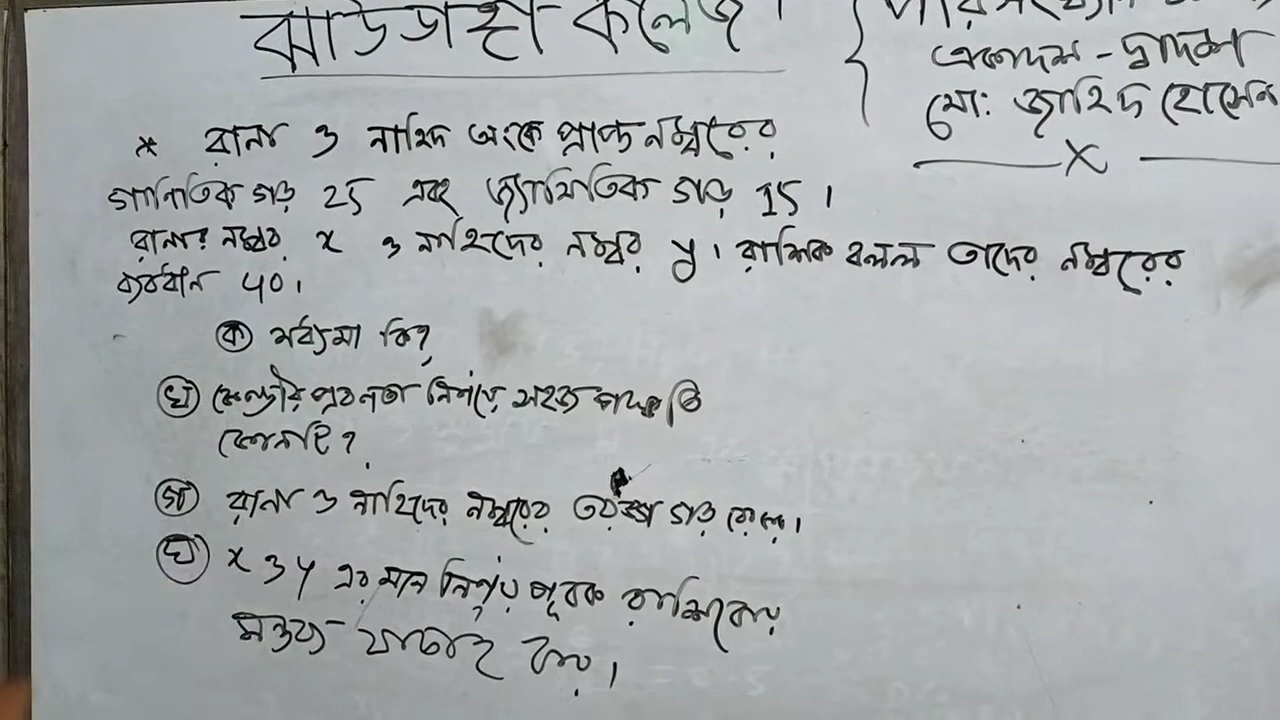 ঝাউডাঙ্গা কলেজ।
একাদশ - দ্বাদশ
মো: জাহিদ হোসেন
* রানা ও নাহিদ অংকে প্রাপ্ত নম্বরের
গানিতিক গড় 25 এবং জ্যামিতিক গড় 15।
রানার নম্বর x ও নাহিদের নম্বর y। রাশিক বলল তাদের নম্বরের
ব্যবধান 40।
ক মধ্যমা কি?
খ কেন্দ্রীয় প্রবনতা নির্ণয়ে সহজ পদ্ধতি
কোনটি?
গ রানা ও নাহিদের নম্বরের তরঙ্গ গড় বের কর।
ঘ x ও y এর মান নির্ণয় পূর্বক রাশিকের
মন্তব্য যাচাই কর।